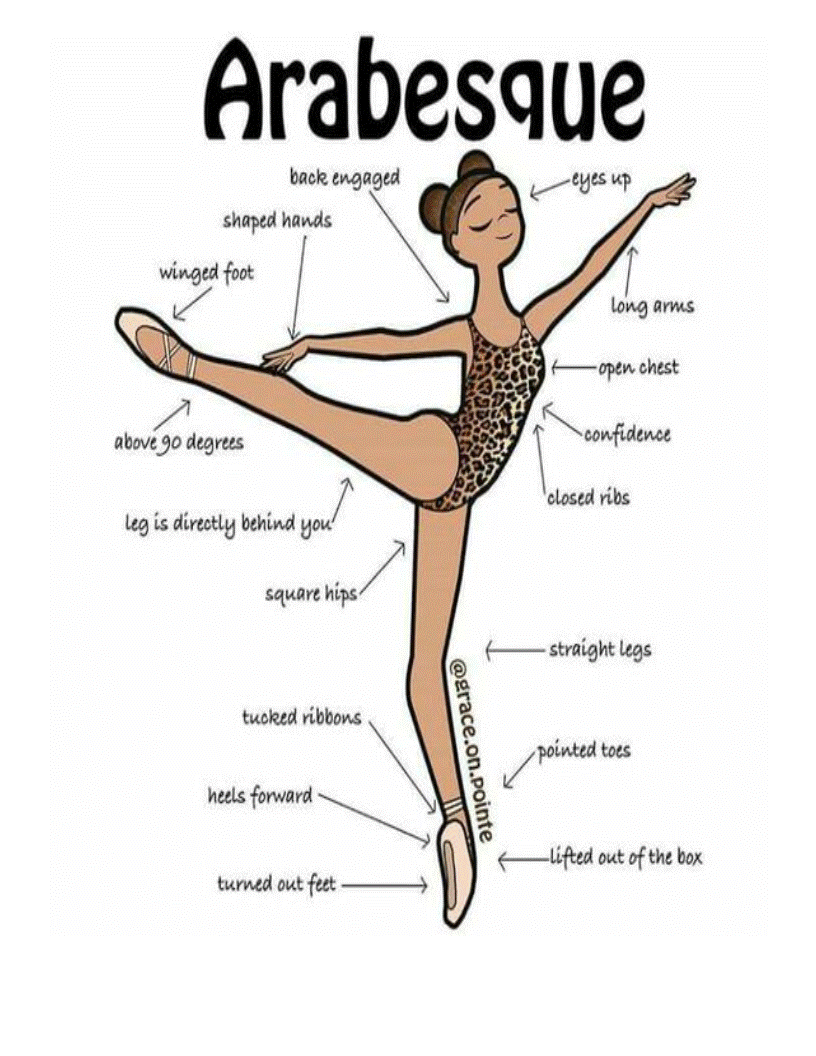 Arabesque
back engaged
eyes up
shaped hands
winged foot
long arms
open chest
above 90 degrees
confidence
closed ribs
leg is directly behind you
square hips
straight legs
@grace.on.pointe
tucked ribbons
pointed toes
heels forward
lifted out of the box
turned out feet